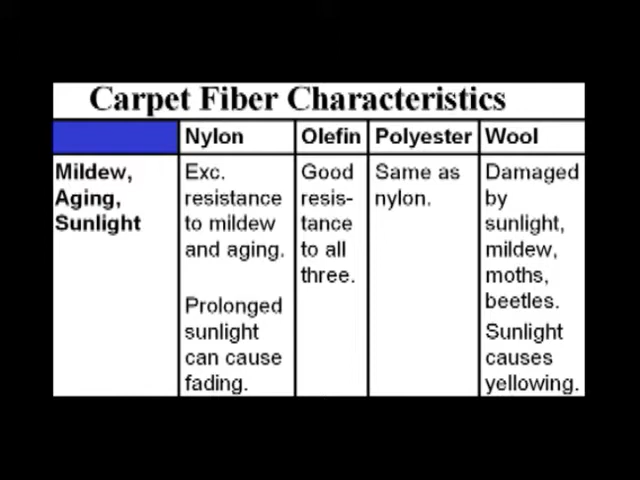 Carpet Fiber Characteristics
Nylon Olefin Polyester Wool
Mildew,
Aging,
Sunlight
Exc.
resistance
to mildew
and aging.
Prolonged
sunlight
can cause
fading.
Good
resis-
tance
to all
three.
Same as
nylon.
Damaged
by
sunlight,
mildew,
moths,
beetles.
Sunlight
causes
yellowing.